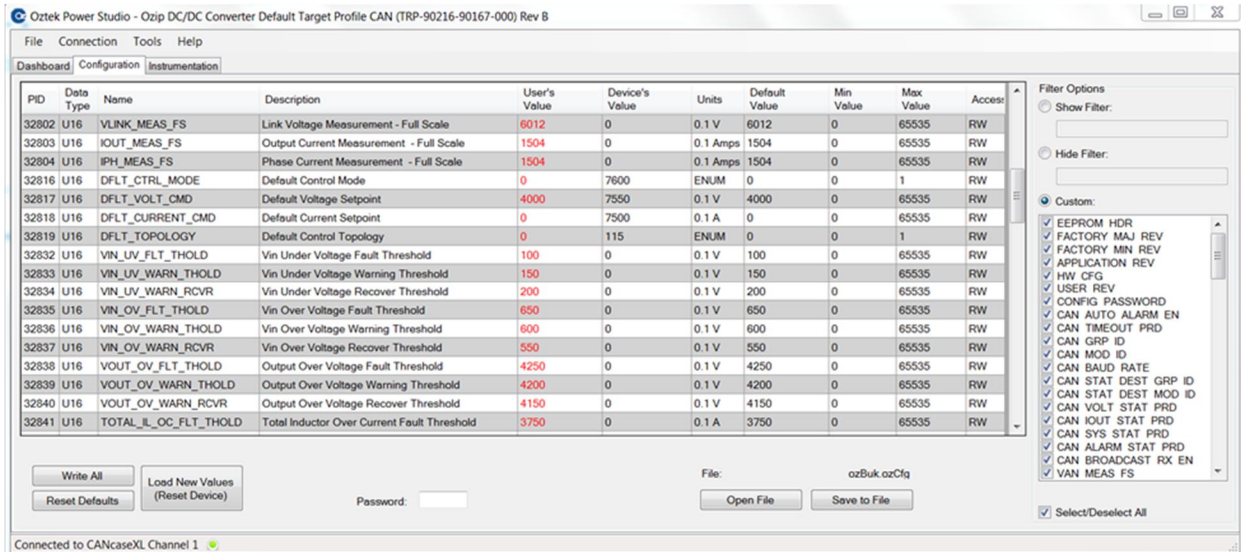 Oztek Power Studio - Ozip DC/DC Converter Default Target Profile CAN (TRP-90216-90167-000) Rev B
File Connection Tools Help
Dashboard Configuration Instrumentation
PID Data Type Name Description User's Value Device's Value Units Default Value Min Value Max Value Access
32802 U16 VLINK_MEAS_FS Link Voltage Measurement - Full Scale 6012 0 0.1 V 6012 0 65535 RW
32803 U16 IOUT_MEAS_FS Output Current Measurement - Full Scale 1504 0 0.1 Amps 1504 0 65535 RW
32804 U16 IPH_MEAS_FS Phase Current Measurement - Full Scale 1504 0 0.1 Amps 1504 0 65535 RW
32816 U16 DFLT_CTRL_MODE Default Control Mode 0 7600 ENUM 0 0 1 RW
32817 U16 DFLT_VOLT_CMD Default Voltage Setpoint 4000 7550 0.1 V 4000 0 65535 RW
32818 U16 DFLT_CURRENT_CMD Default Current Setpoint 0 7500 0.1 A 0 0 65535 RW
32819 U16 DFLT_TOPOLOGY Default Control Topology 0 115 ENUM 0 0 1 RW
32832 U16 VIN_UV_FLT_THOLD Vin Under Voltage Fault Threshold 100 0 0.1 V 100 0 65535 RW
32833 U16 VIN_UV_WARN_THOLD Vin Under Voltage Warning Threshold 150 0 0.1 V 150 0 65535 RW
32834 U16 VIN_UV_WARN_RCVR Vin Under Voltage Recover Threshold 200 0 0.1 V 200 0 65535 RW
32835 U16 VIN_OV_FLT_THOLD Vin Over Voltage Fault Threshold 650 0 0.1 V 650 0 65535 RW
32836 U16 VIN_OV_WARN_THOLD Vin Over Voltage Warning Threshold 600 0 0.1 V 600 0 65535 RW
32837 U16 VIN_OV_WARN_RCVR Vin Over Voltage Recover Threshold 550 0 0.1 V 550 0 65535 RW
32838 U16 VOUT_OV_FLT_THOLD Output Over Voltage Fault Threshold 4250 0 0.1 V 4250 0 65535 RW
32839 U16 VOUT_OV_WARN_THOLD Output Over Voltage Warning Threshold 4200 0 0.1 V 4200 0 65535 RW
32840 U16 VOUT_OV_WARN_RCVR Output Over Voltage Recover Threshold 4150 0 0.1 V 4150 0 65535 RW
32841 U16 TOTAL_IL_OC_FLT_THOLD Total Inductor Over Current Fault Threshold 3750 0 0.1 A 3750 0 65535 RW
Filter Options
Show Filter:
Hide Filter:
Custom:
EEPROM HDR
FACTORY MAJ REV
FACTORY MIN REV
APPLICATION REV
HW CFG
USER REV
CONFIG PASSWORD
CAN AUTO ALARM EN
CAN TIMEOUT PRD
CAN GRP ID
CAN MOD ID
CAN BAUD RATE
CAN STAT DEST GRP ID
CAN STAT DEST MOD ID
CAN VOLT STAT PRD
CAN IOUT STAT PRD
CAN SYS STAT PRD
CAN ALARM STAT PRD
CAN BROADCAST RX EN
VAN MEAS FS
Select/Deselect All
Write All
Reset Defaults
Load New Values
(Reset Device)
Password:
File: ozBuk.ozCfg
Open File Save to File
Connected to CANcaseXL Channel 1